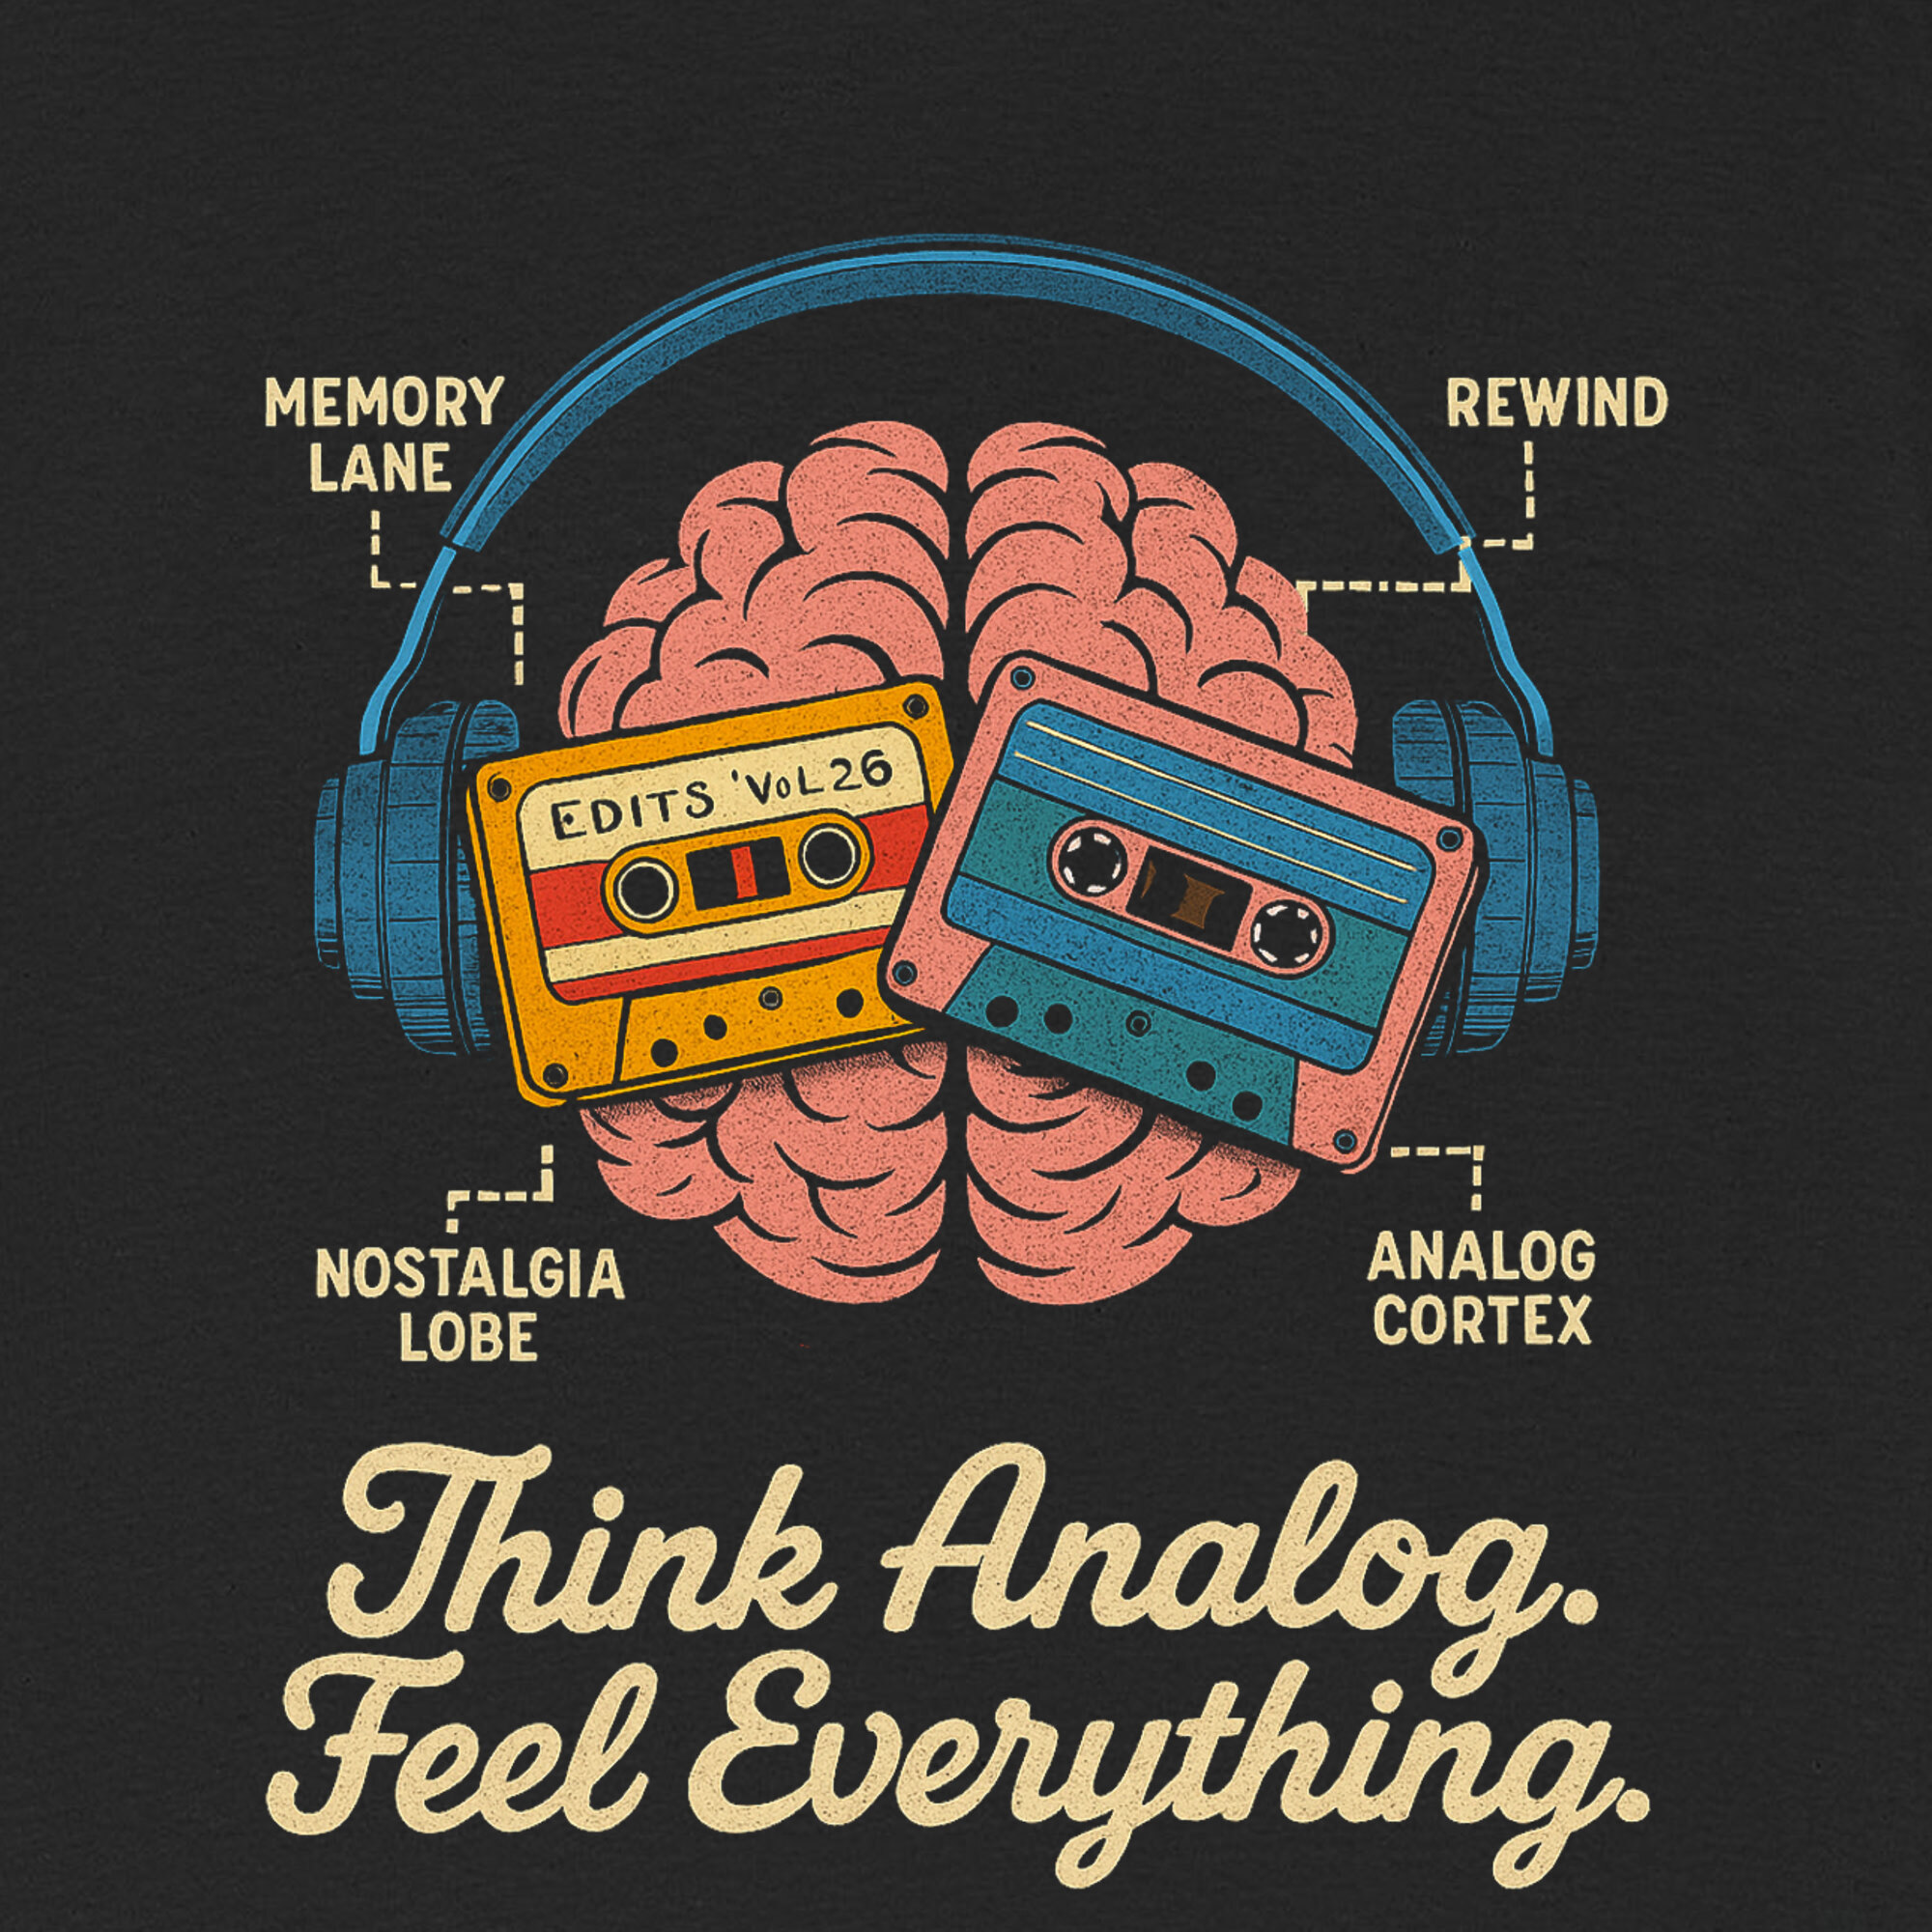 MEMORY
LANE
REWIND
EDITS 'VOL 26
NOSTALGIA
LOBE
ANALOG
CORTEX
Think Analog.
Feel Everything.